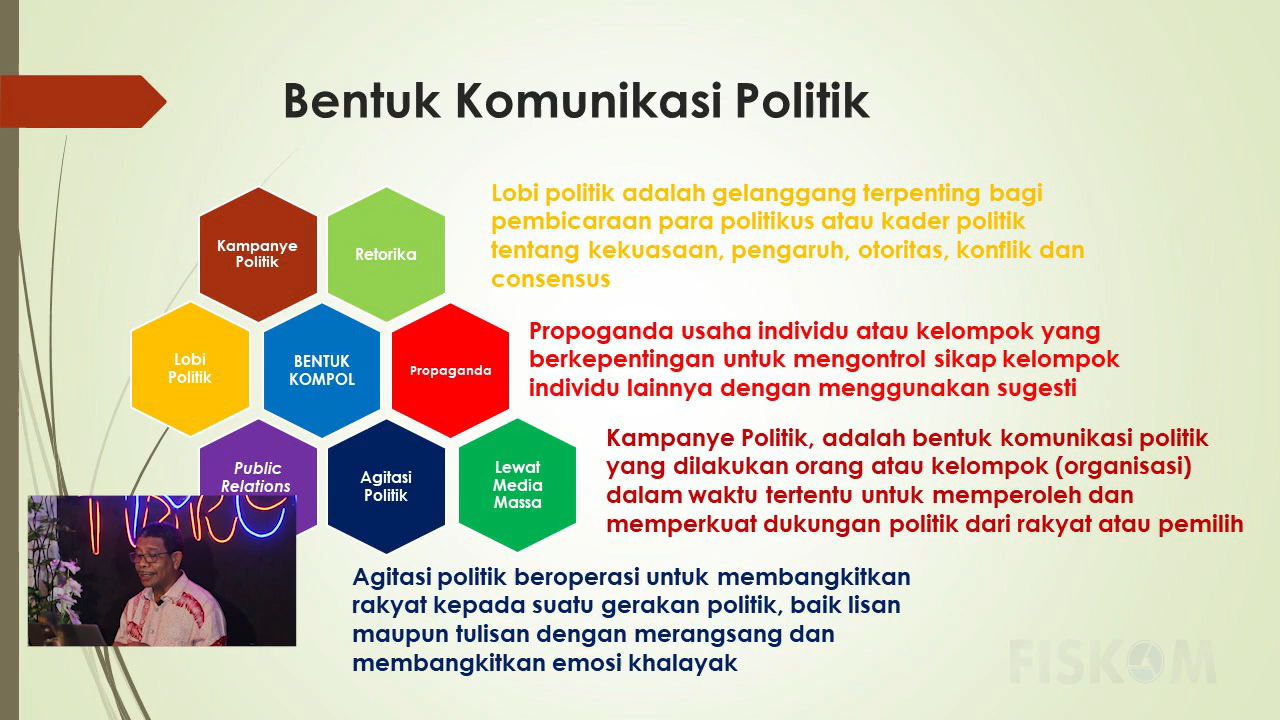 Bentuk Komunikasi Politik
Kampanye
Politik
Retorika
Lobi
Politik
BENTUK
KOMPOL
Propaganda
Public
Relations
Agitasi
Politik
Lewat
Media
Massa
Lobi politik adalah gelanggang terpenting bagi
pembicaraan para politikus atau kader politik
tentang kekuasaan, pengaruh, otoritas, konflik dan
consensus
Propoganda usaha individu atau kelompok yang
berkepentingan untuk mengontrol sikap kelompok
individu lainnya dengan menggunakan sugesti
Kampanye Politik, adalah bentuk komunikasi politik
yang dilakukan orang atau kelompok (organisasi)
dalam waktu tertentu untuk memperoleh dan
memperkuat dukungan politik dari rakyat atau pemilih
Agitasi politik beroperasi untuk membangkitkan
rakyat kepada suatu gerakan politik, baik lisan
maupun tulisan dengan merangsang dan
membangkitkan emosi khalayak
FISKOM